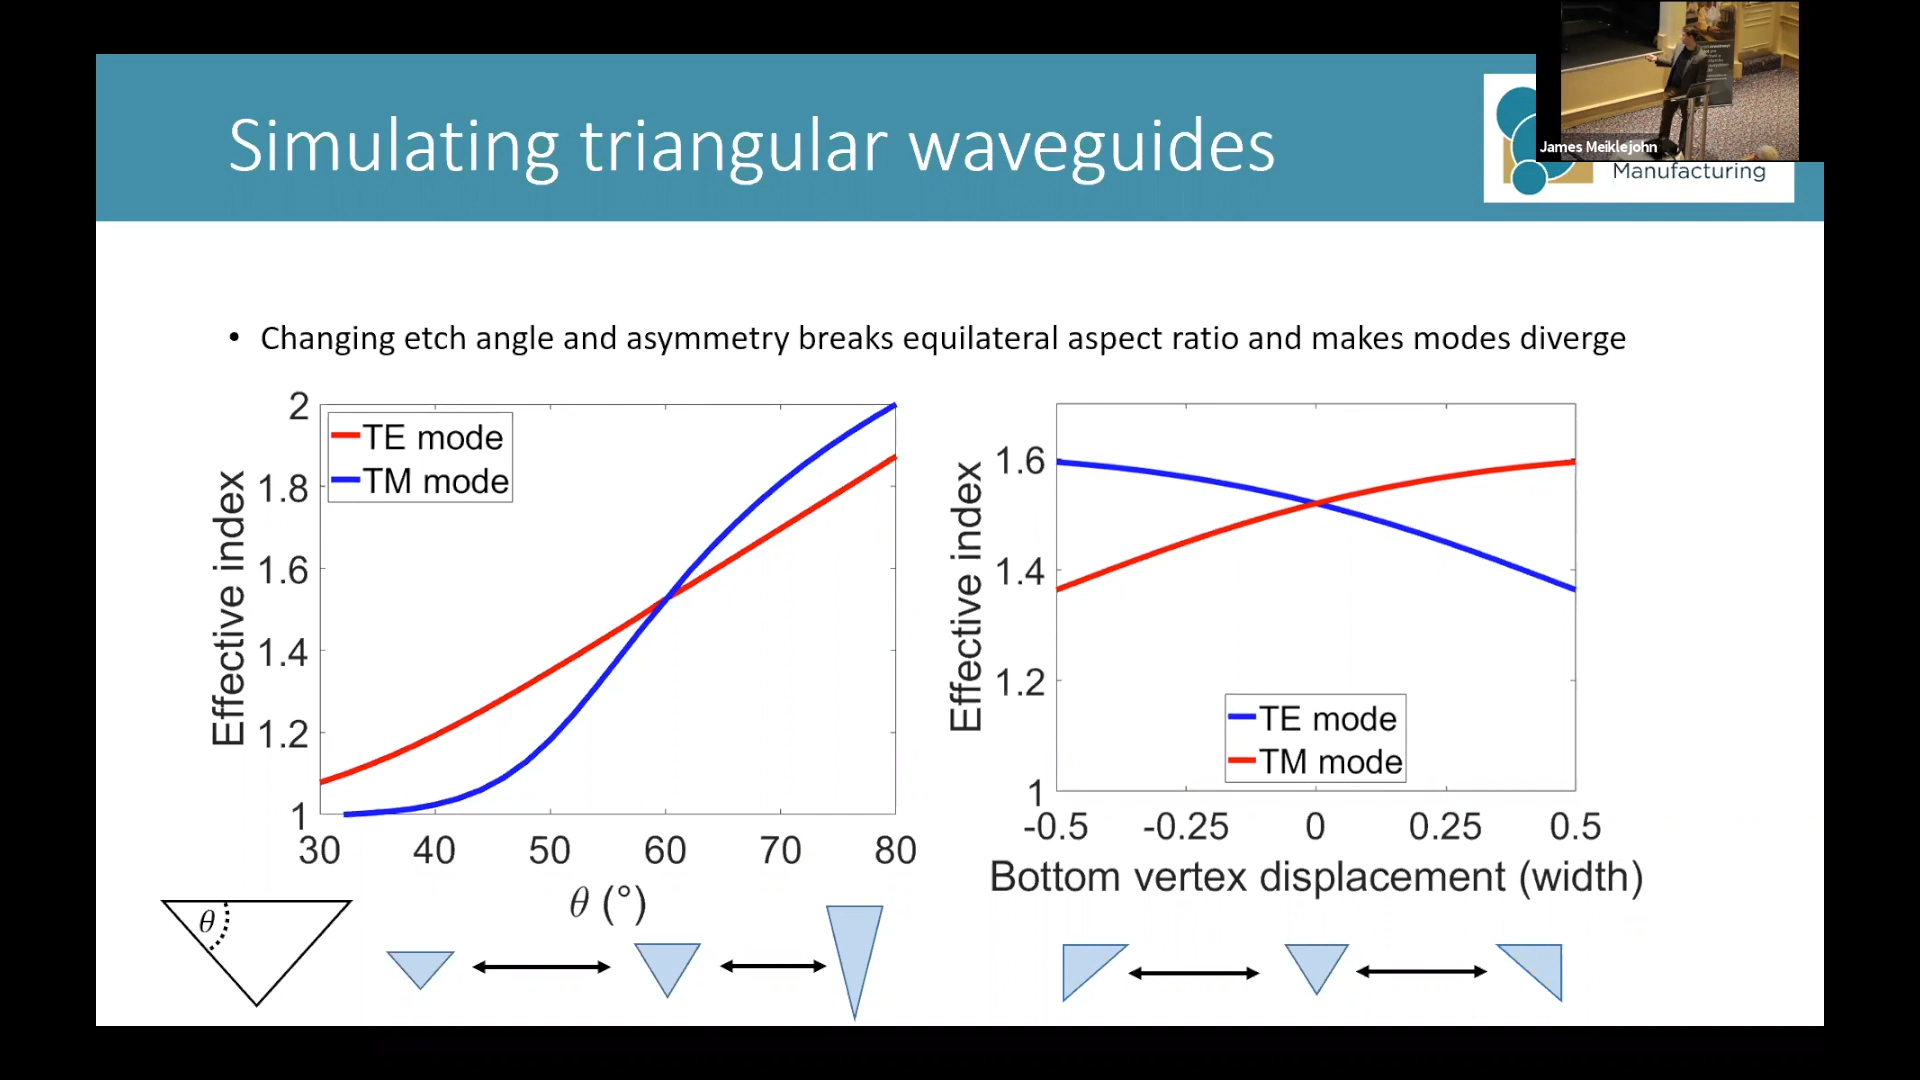 Simulating triangular waveguides
James Meiklejohn
Manufacturing
• Changing etch angle and asymmetry breaks equilateral aspect ratio and makes modes diverge
Effective index
2
1.8
1.6
1.4
1.2
1
TE mode
TM mode
30 40 50 60 70 80
θ (°)
θ
Effective index
1.6
1.4
1.2
1
TE mode
TM mode
-0.5 -0.25 0 0.25 0.5
Bottom vertex displacement (width)